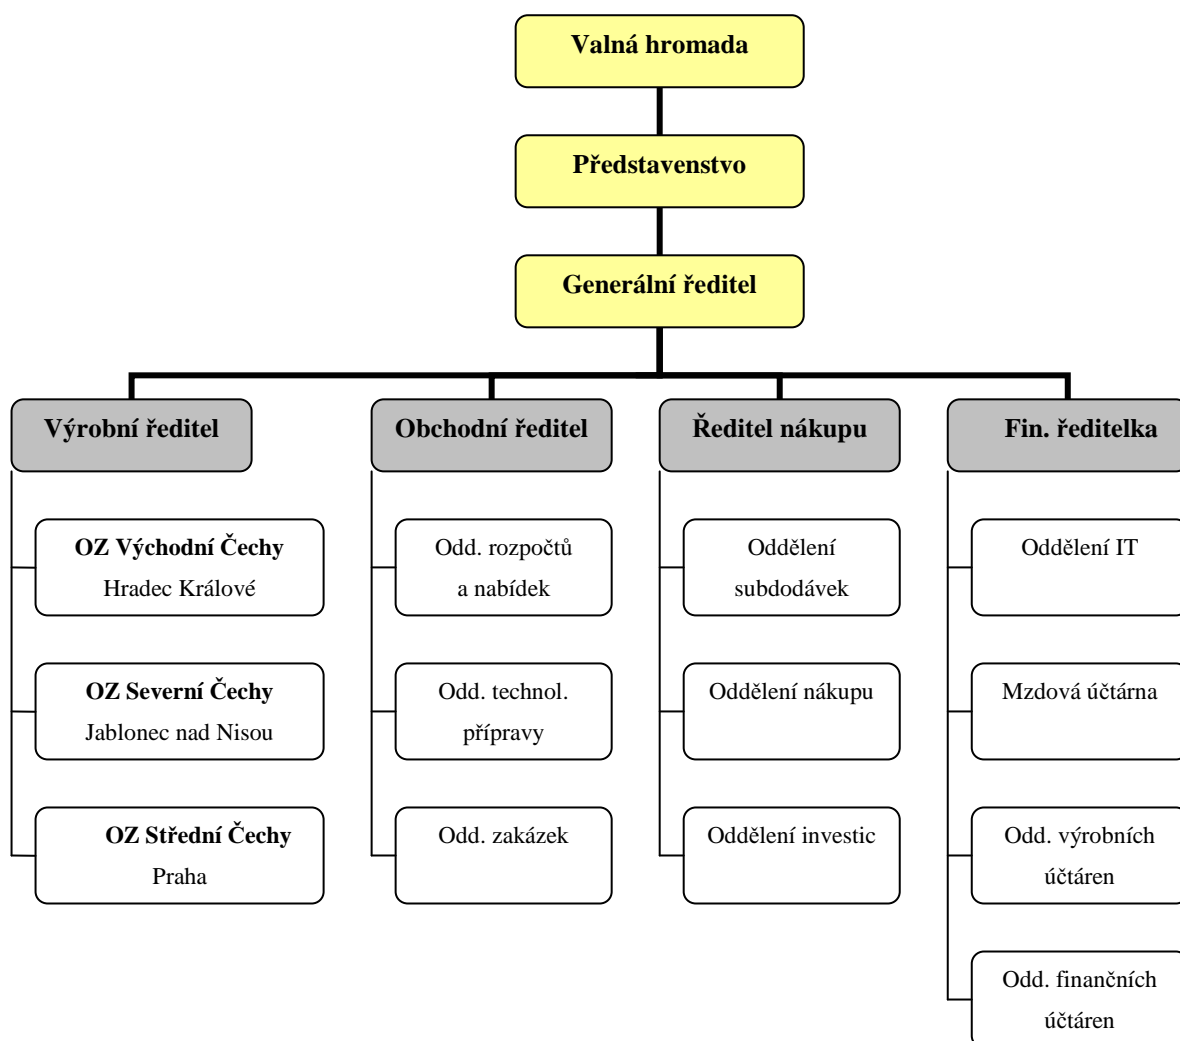 Valná hromada
Představenstvo
Generální ředitel
Výrobní ředitel
Obchodní ředitel
Ředitel nákupu
Fin. ředitelka
OZ Východní Čechy
Hradec Králové
OZ Severní Čechy
Jablonec nad Nisou
OZ Střední Čechy
Praha
Odd. rozpočtů
a nabídek
Odd. technol.
přípravy
Odd. zakázek
Oddělení
subdodávek
Oddělení nákupu
Oddělení investic
Oddělení IT
Mzdová účtárna
Odd. výrobních
účtáren
Odd. finančních
účtáren